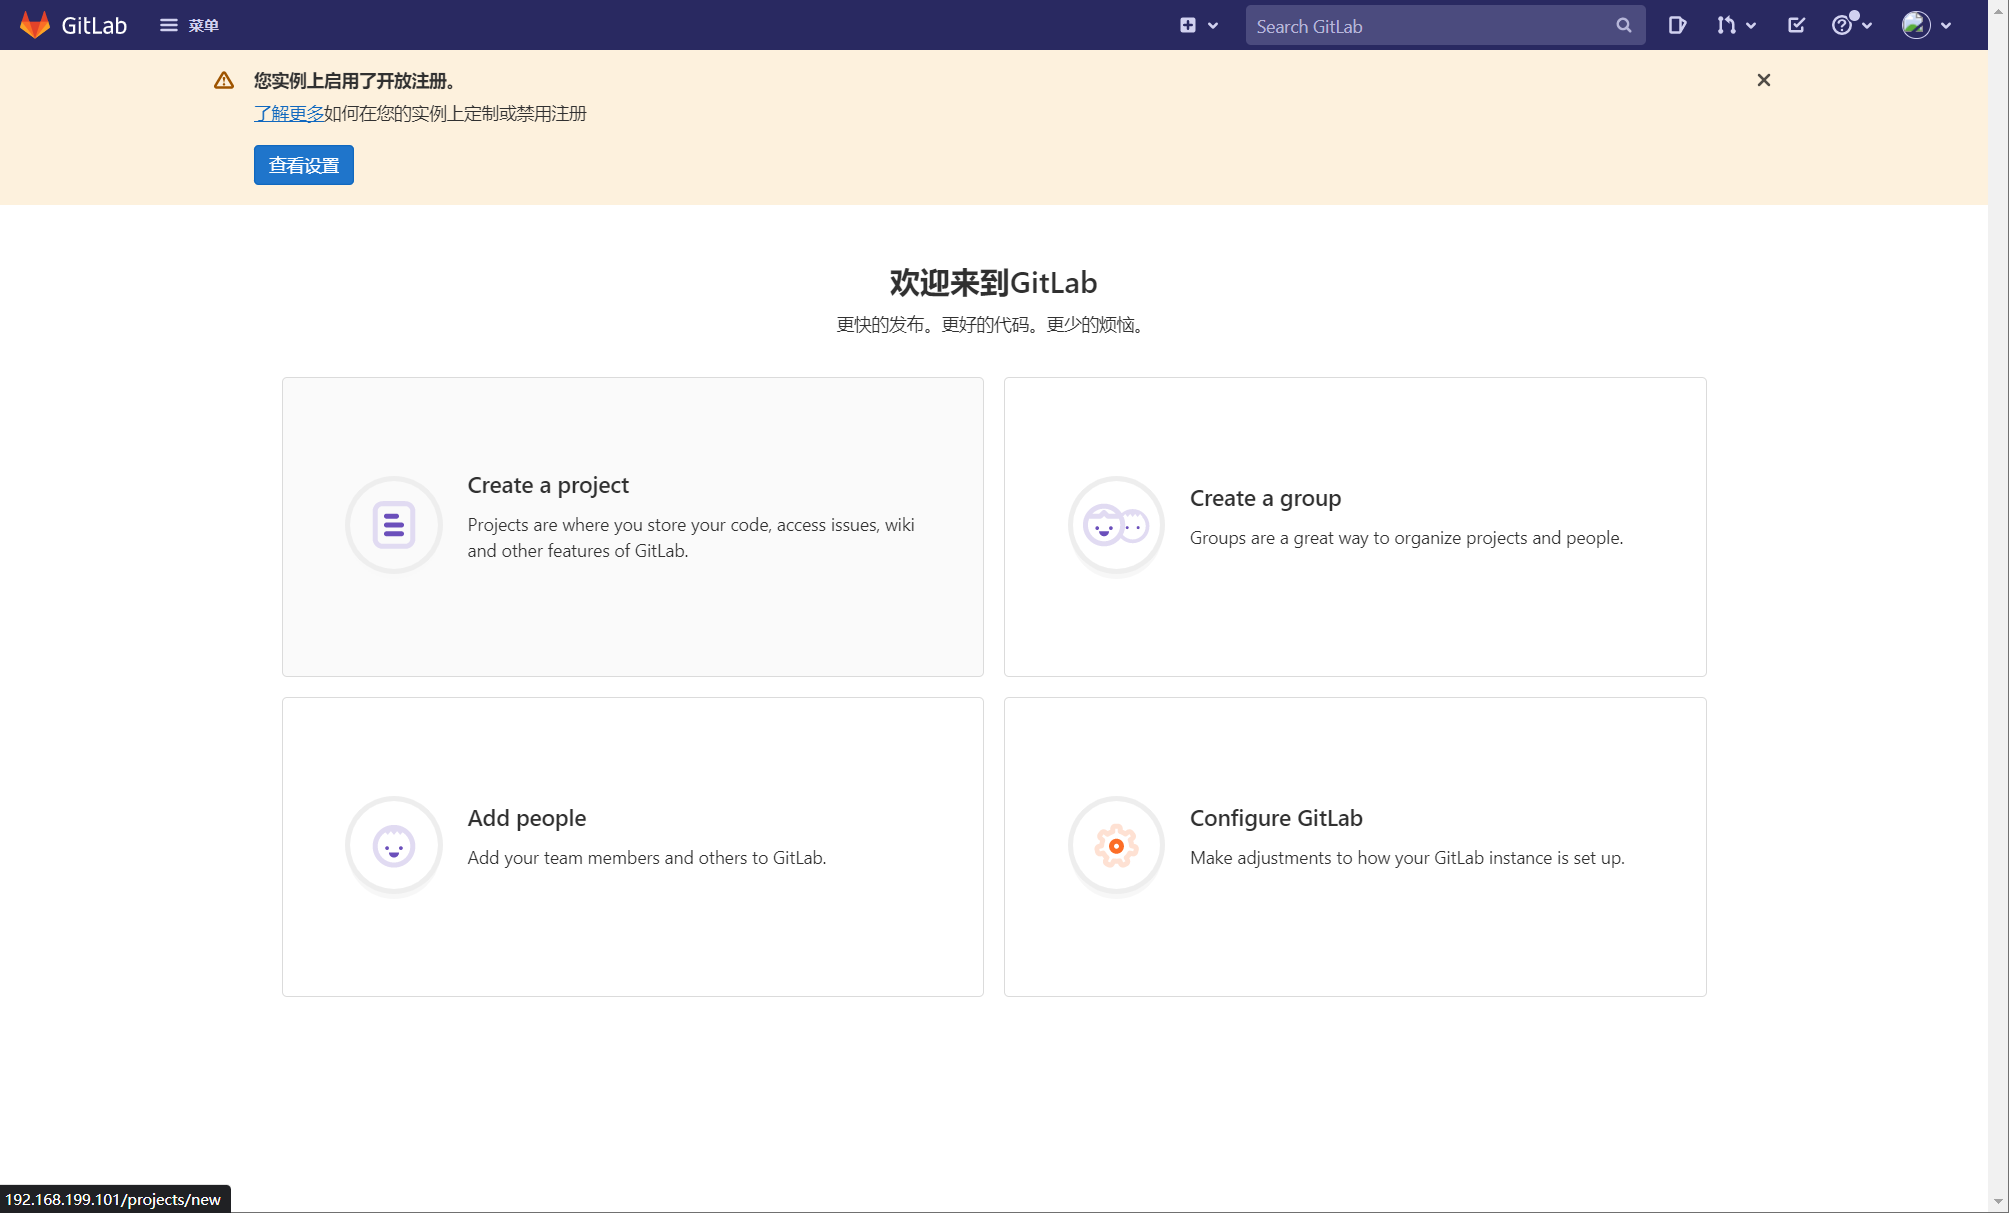 GitLab 菜单 Search GitLab
您实例上启用了开放注册。
了解更多如何在您的实例上定制或禁用注册
查看设置
欢迎来到GitLab
更快的发布。更好的代码。更少的烦恼。
Create a project
Projects are where you store your code, access issues, wiki
and other features of GitLab.
Create a group
Groups are a great way to organize projects and people.
Add people
Add your team members and others to GitLab.
Configure GitLab
Make adjustments to how your GitLab instance is set up.
192.168.199.101/projects/new